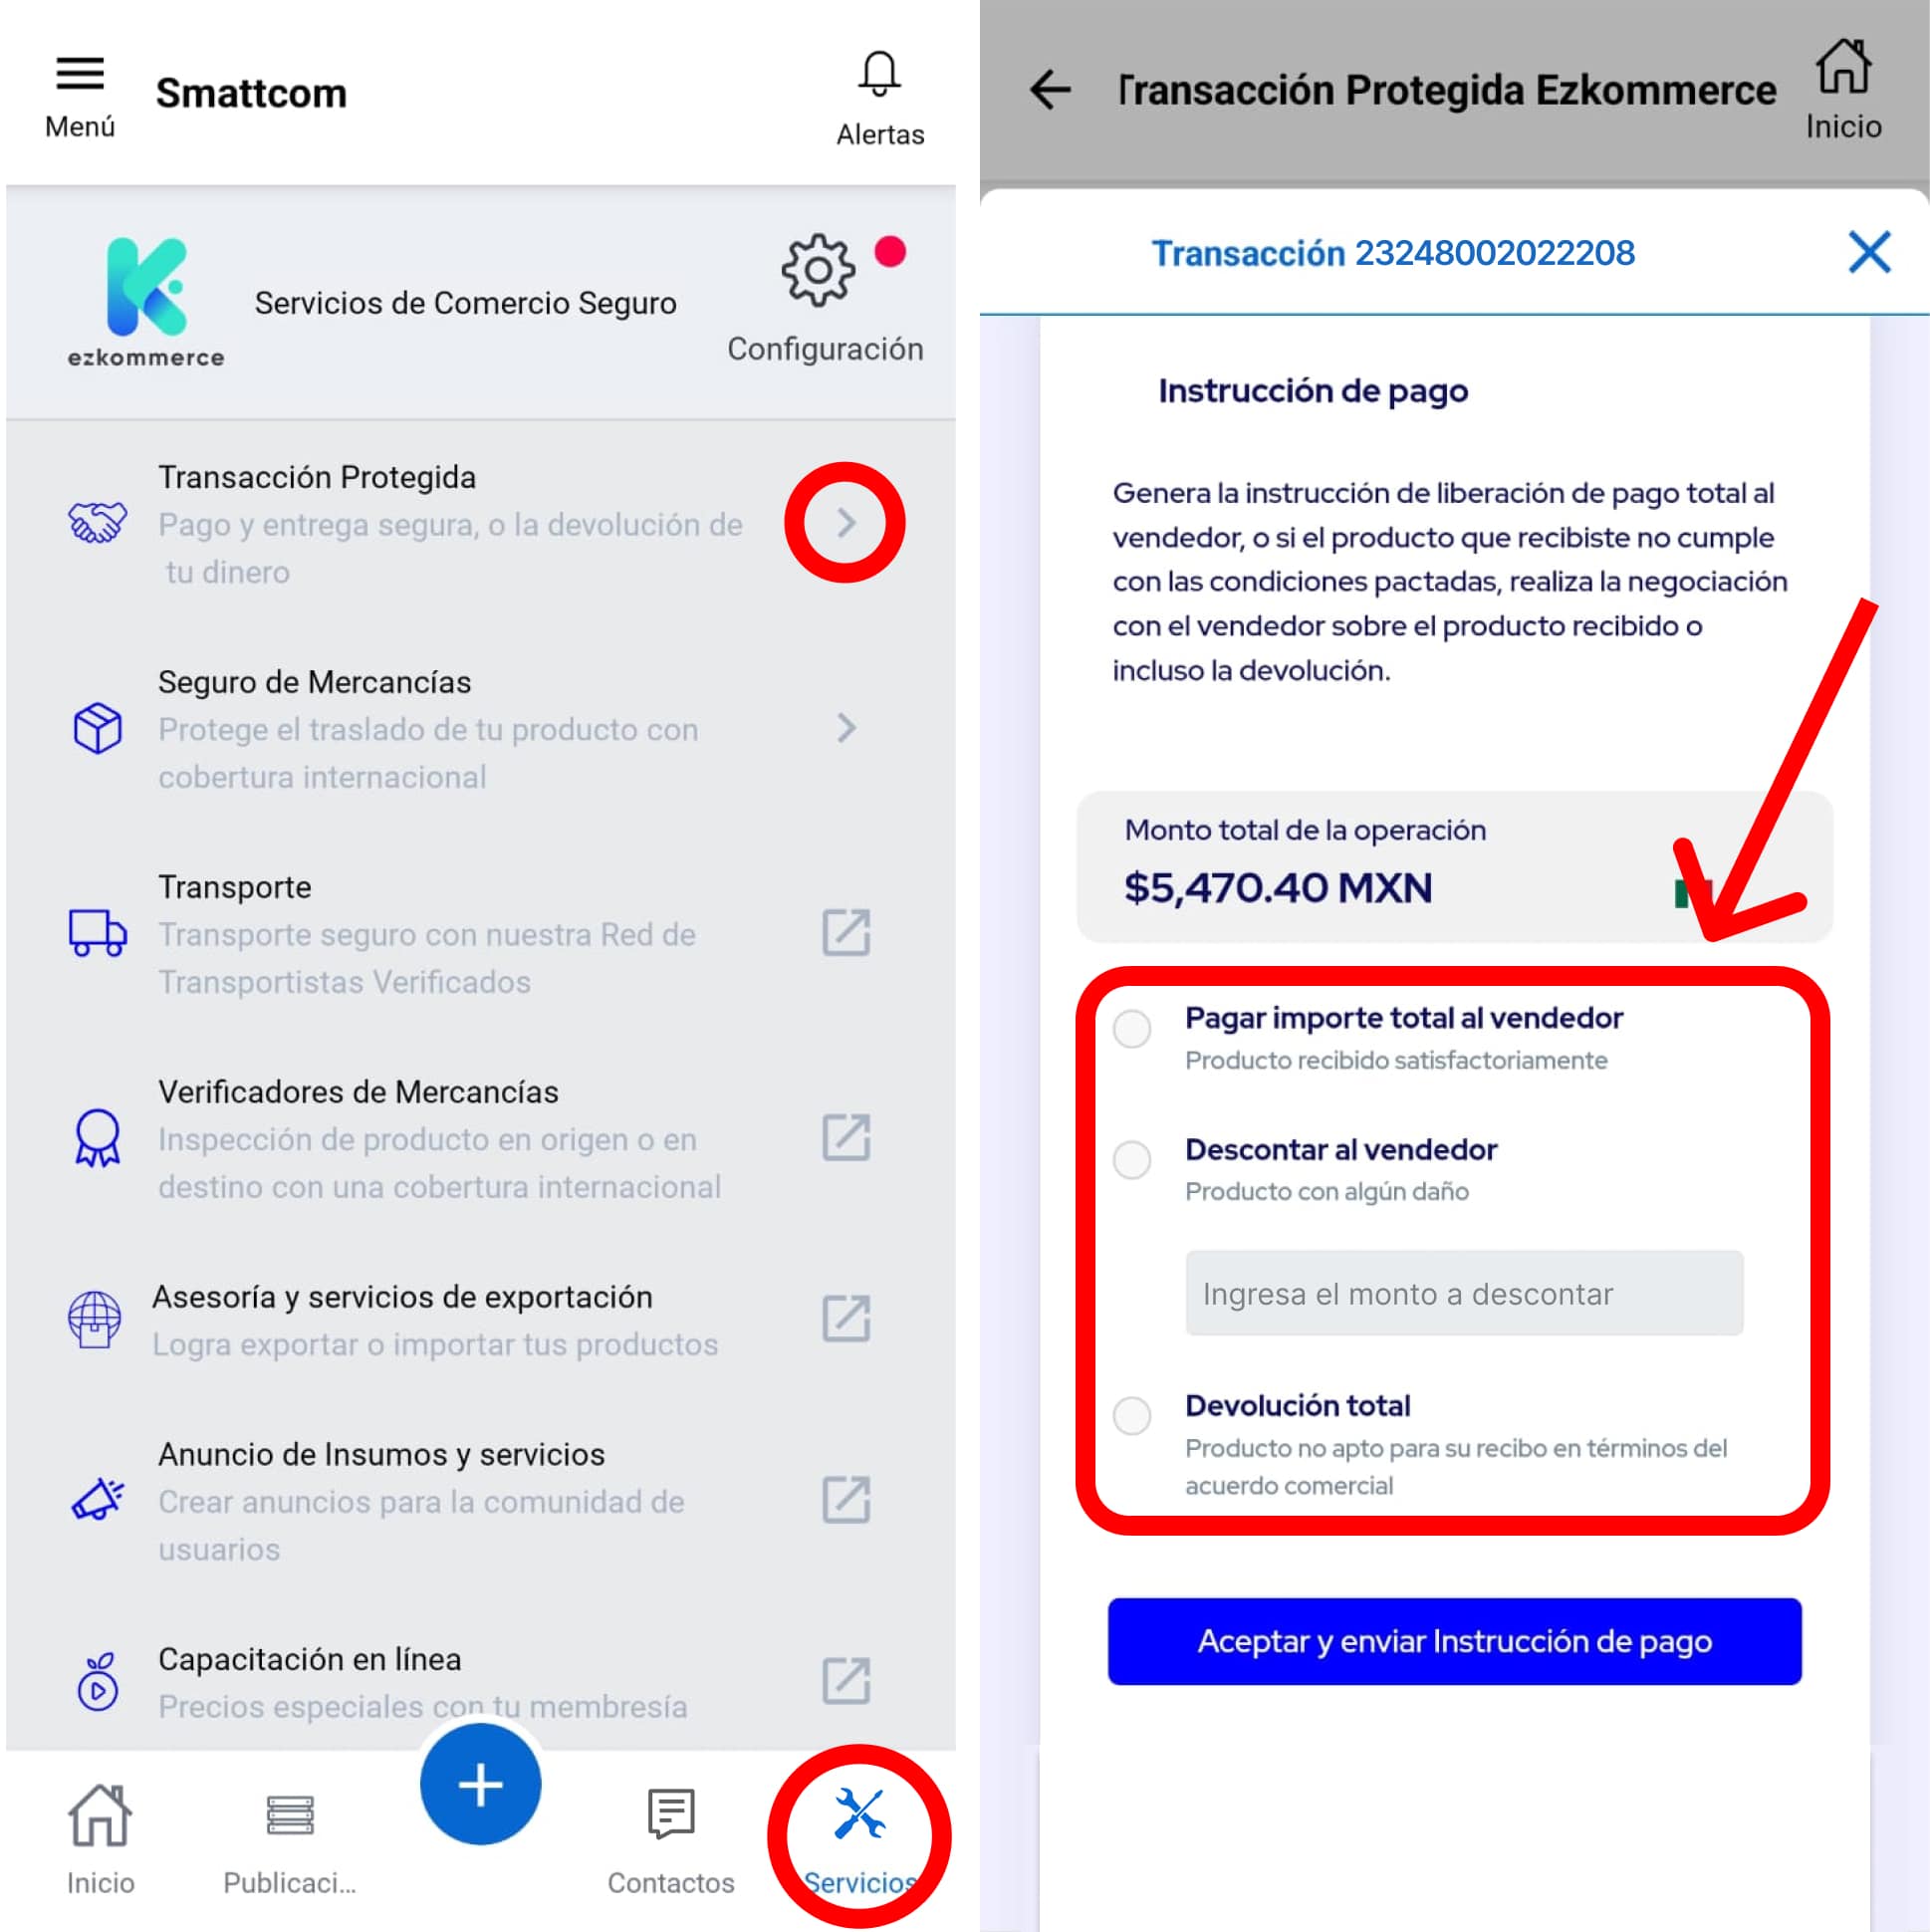 Menú
Smattcom
Alertas
ezkommerce
Servicios de Comercio Seguro
Configuración
Transacción Protegida
Pago y entrega segura, o la devolución de
tu dinero
Seguro de Mercancías
Protege el traslado de tu producto con
cobertura internacional
Transporte
Transporte seguro con nuestra Red de
Transportistas Verificados
Verificadores de Mercancías
Inspección de producto en origen o en
destino con una cobertura internacional
Asesoría y servicios de exportación
Logra exportar o importar tus productos
Anuncio de Insumos y servicios
Crear anuncios para la comunidad de
usuarios
Capacitación en línea
Precios especiales con tu membresía
Inicio
Publicaci...
Contactos
Servicios
Transacción Protegida Ezkommerce
Inicio
Transacción 23248002022208
Instrucción de pago
Genera la instrucción de liberación de pago total al
vendedor, o si el producto que recibiste no cumple
con las condiciones pactadas, realiza la negociación
con el vendedor sobre el producto recibido o
incluso la devolución.
Monto total de la operación
$5,470.40 MXN
Pagar importe total al vendedor
Producto recibido satisfactoriamente
Descontar al vendedor
Producto con algún daño
Ingresa el monto a descontar
Devolución total
Producto no apto para su recibo en términos del
acuerdo comercial
Aceptar y enviar Instrucción de pago